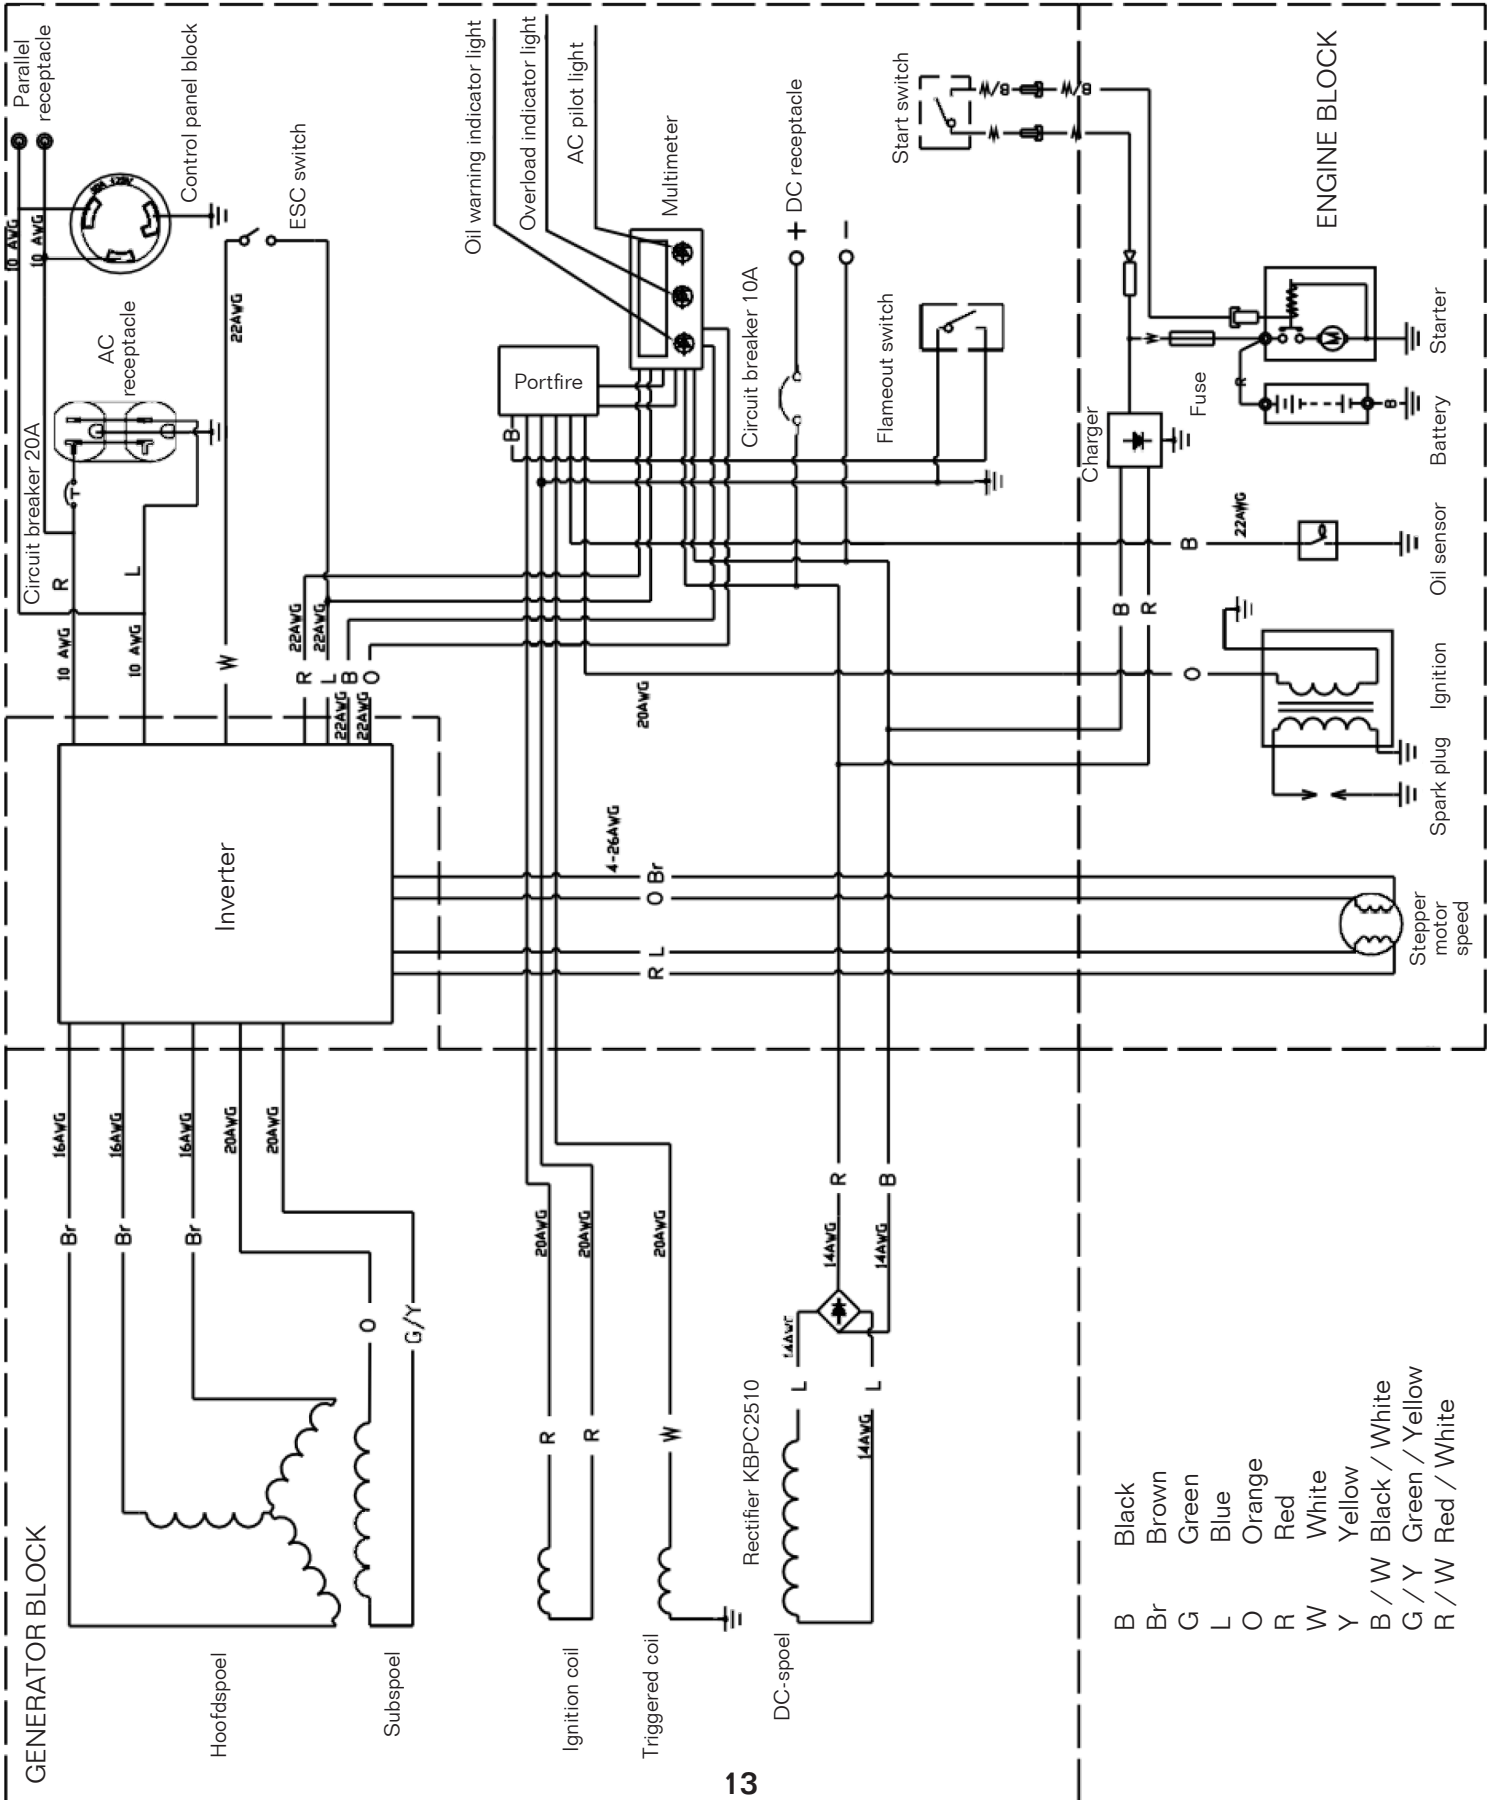 GENERATOR BLOCK
Hoofdspoel
Subspoel
Ignition coil
Triggered coil
DC-spoel
Rectifier KBPC2510
Br
Br
Br
O
G/Y
16AWG
16AWG
16AWG
20AWG
20AWG
R
R
W
20AWG
20AWG
20AWG
L
L
14AWG
14AWG
14AWG
R
B
Inverter
10 AWG
10 AWG
R
L
W
22AWG
22AWG
22AWG
22AWG
R
L
B
O
22AWG
Circuit breaker 20A
AC
receptacle
10 AWG
10 AWG
Parallel
receptacle
30A 125V
Control panel block
ESC switch
Oil warning indicator light
Overload indicator light
AC pilot light
Multimeter
Portfire
B
Circuit breaker 10A
+ DC receptacle
-
Flameout switch
Start switch
W
B/W
W
B/W
20AWG
4-26AWG
Br
O
L
R
ENGINE BLOCK
Charger
Fuse
W
R
M
Starter
B
Battery
B
22AWG
Oil sensor
B
R
O
Ignition
Spark plug
Stepper
motor
speed
B Black
Br Brown
G Green
L Blue
O Orange
R Red
W White
Y Yellow
B / W Black / White
G / Y Green / Yellow
R / W Red / White
13